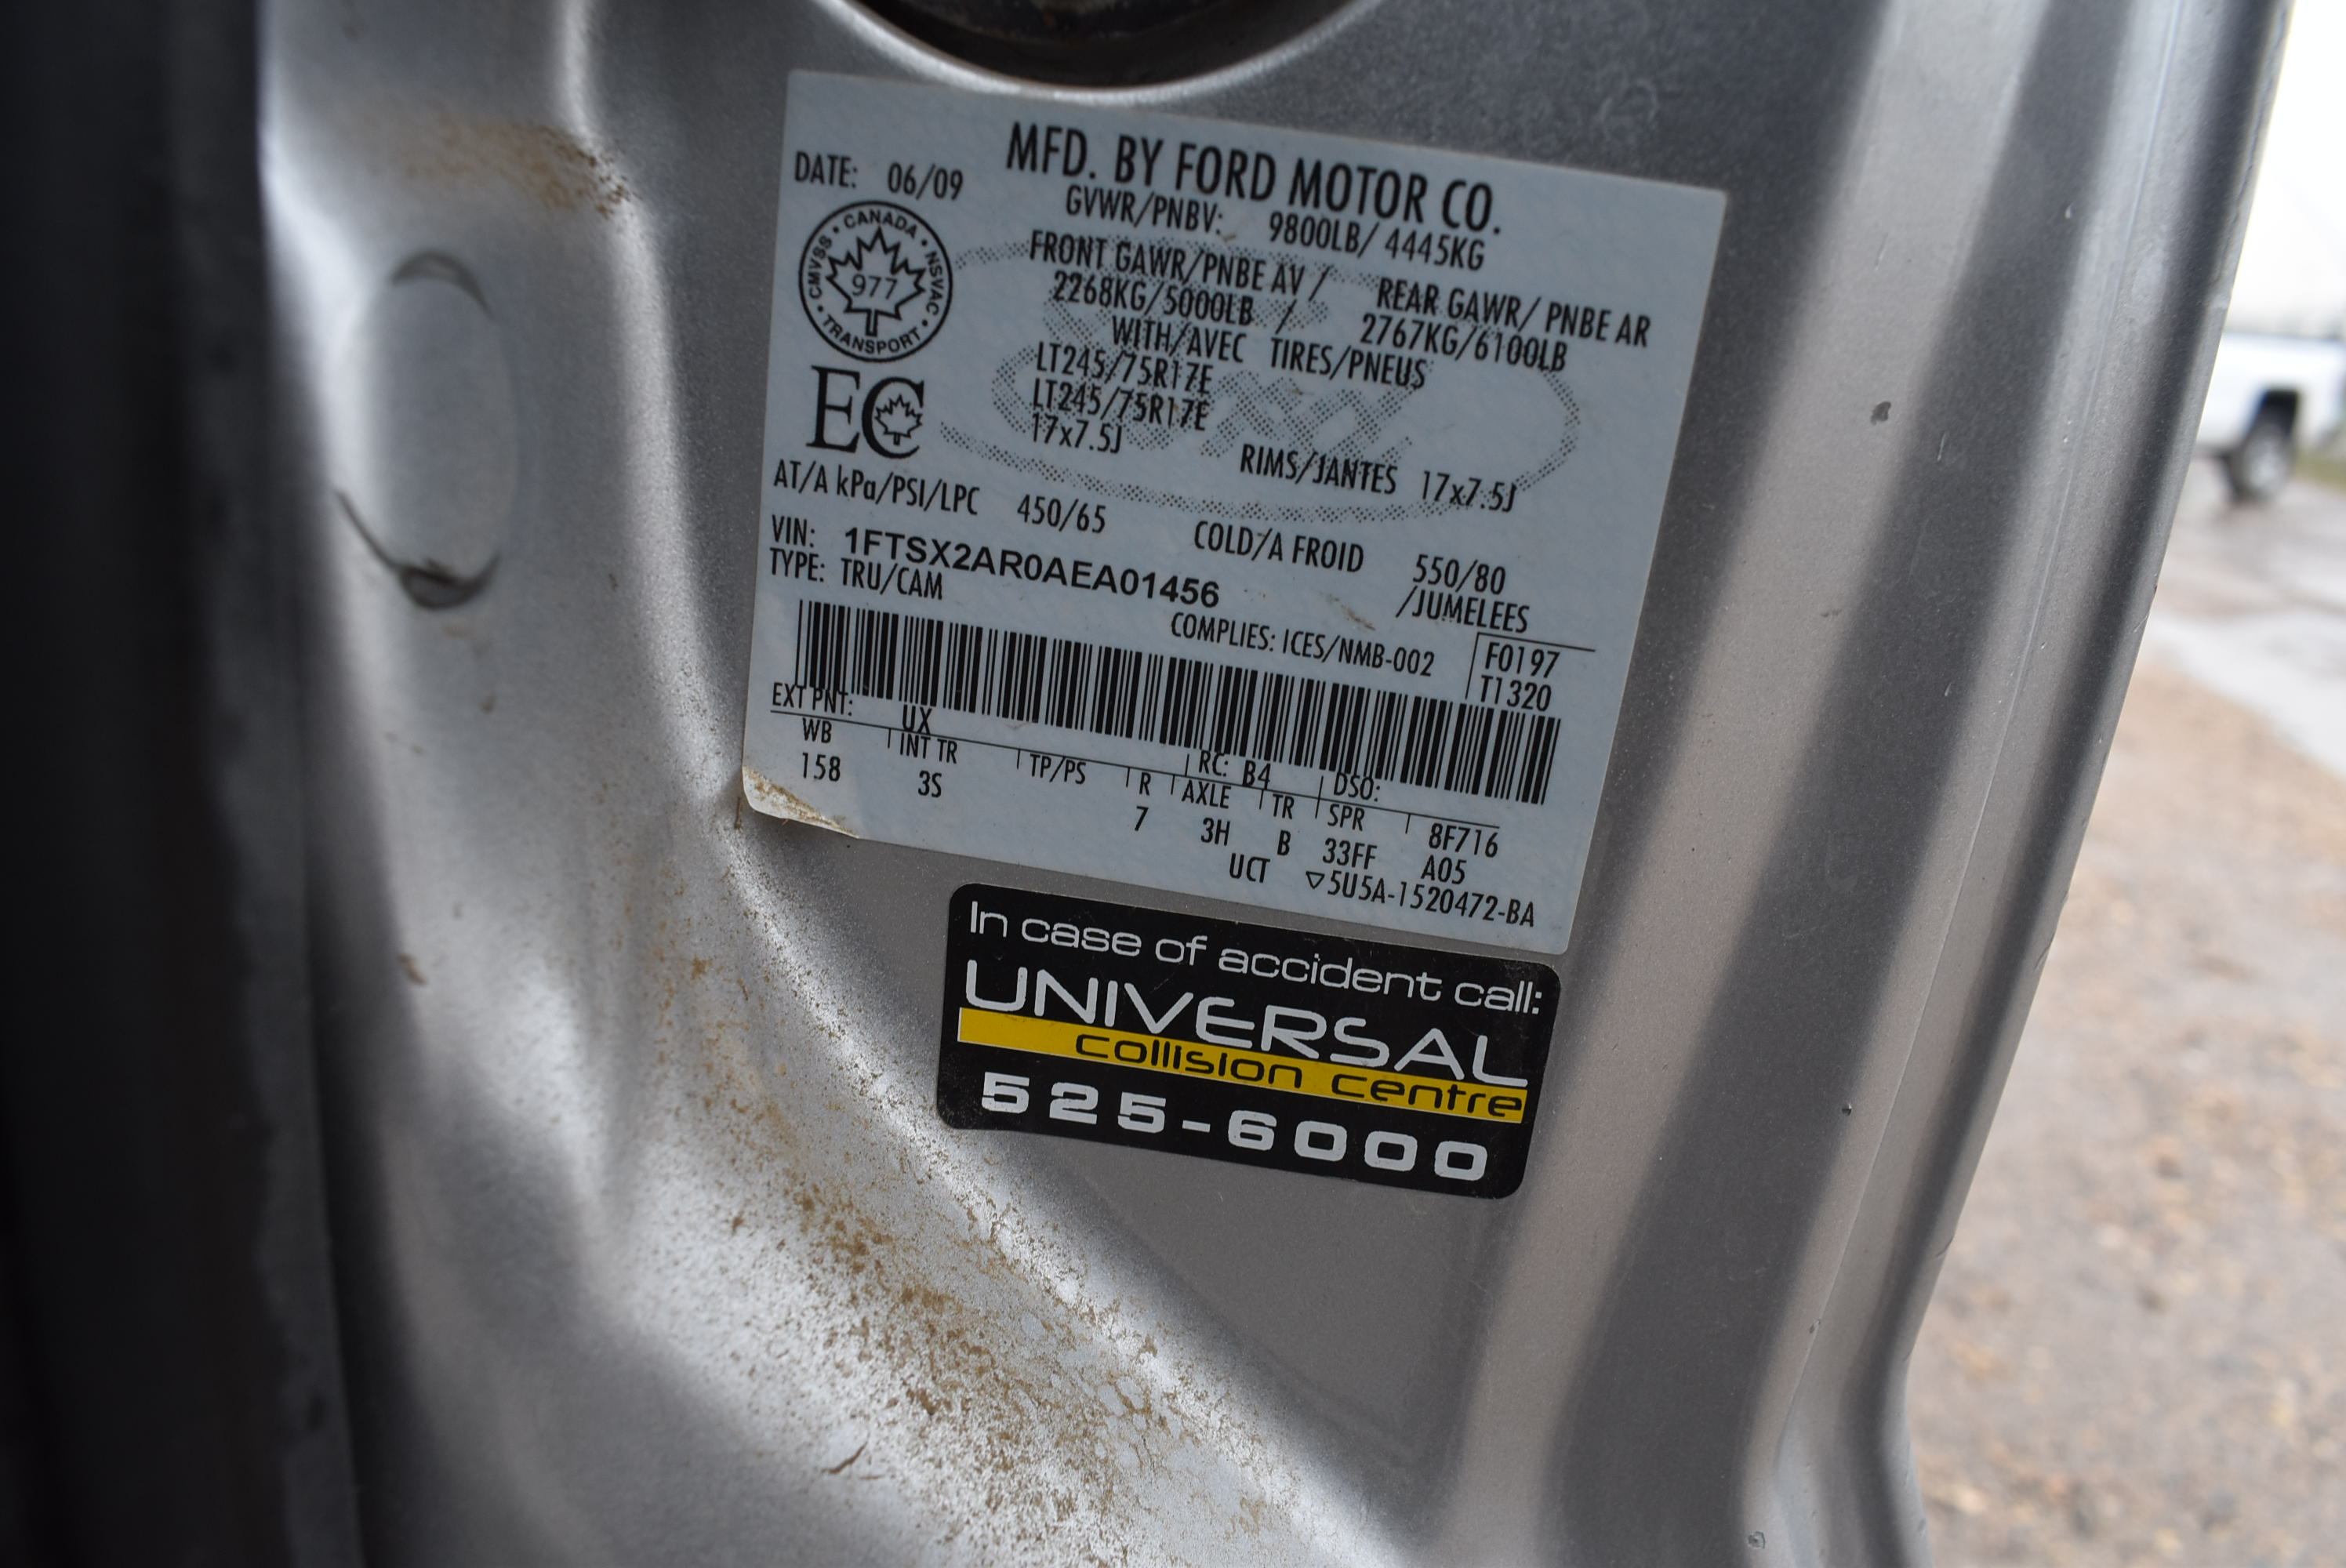 MFD. BY FORD MOTOR CO.
DATE: 06/09
GVWR/PNBV: 9800LB/ 4445KG
CANADA · NSVAC · TRANSPORT · CMVSS
977
FRONT GAWR/PNBE AV / REAR GAWR/ PNBE AR
2268KG/5000LB / 2767KG/6100LB
WITH/AVEC TIRES/PNEUS
LT245/75R17E
LT245/75R17E
EC
17x7.5J RIMS/JANTES 17x7.5J
AT/A kPa/PSI/LPC 450/65 COLD/A FROID 550/80
VIN: 1FTSX2AR0AEA01456 /JUMELEES
TYPE: TRU/CAM
COMPLIES: ICES/NMB-002 F0197
T1320
EXT PNT: UX RC: B4 DSO:
WB INT TR TP/PS R AXLE TR SPR 8F716
158 3S 7 3H B 33FF A05
UCT ▽5U5A-1520472-BA
In case of accident call:
UNIVERSAL
collision centre
525-6000